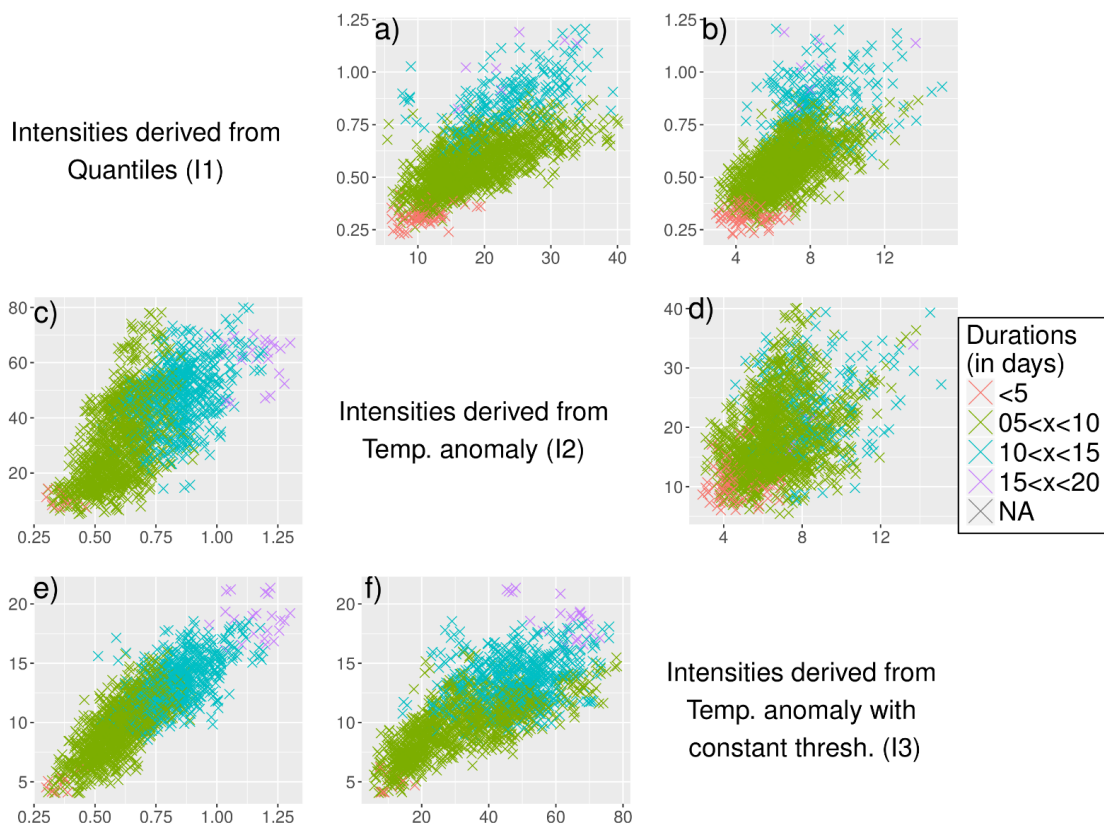 a)
1.25
1.00
0.75
0.50
0.25
10 20 30 40
b)
1.25
1.00
0.75
0.50
0.25
4 8 12
Intensities derived from
Quantiles (I1)
c)
80
60
40
20
0.25 0.50 0.75 1.00 1.25
Intensities derived from
Temp. anomaly (I2)
d)
40
30
20
10
4 8 12
Durations
(in days)
<5
05<x<10
10<x<15
15<x<20
NA
e)
20
15
10
5
0.25 0.50 0.75 1.00 1.25
f)
20
15
10
5
20 40 60 80
Intensities derived from
Temp. anomaly with
constant thresh. (I3)